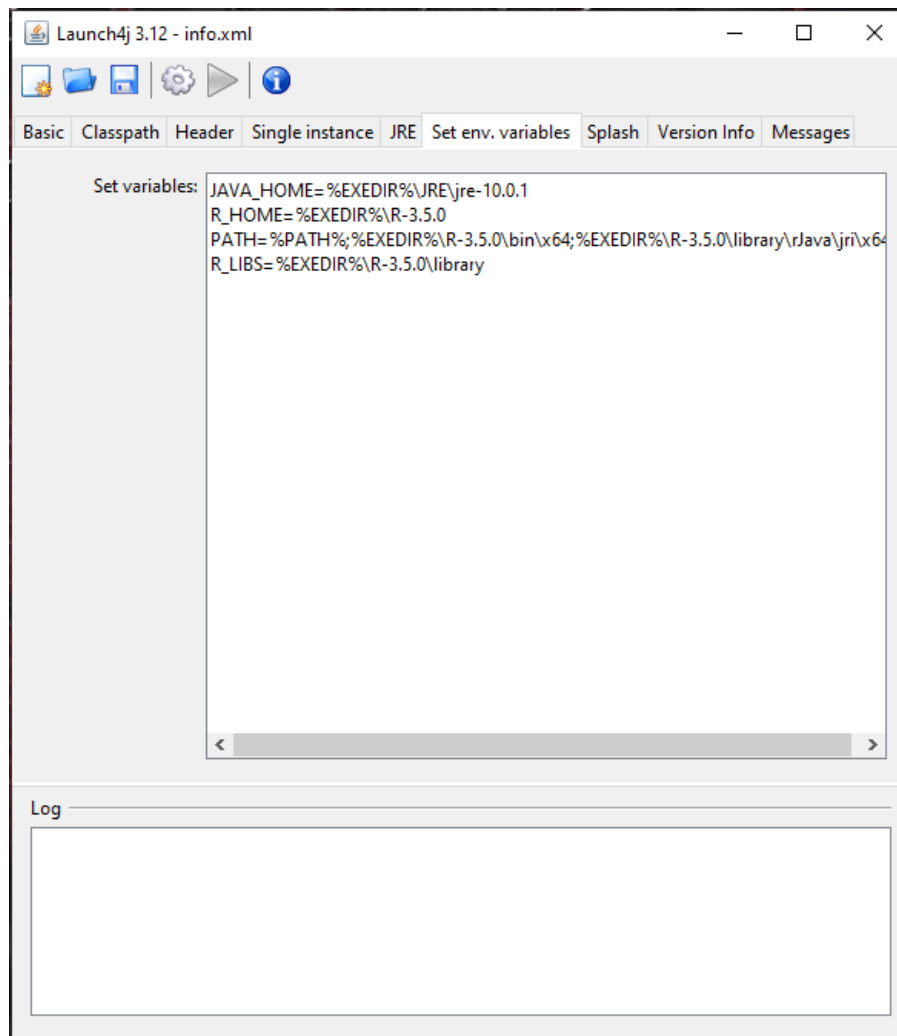 Launch4j 3.12 - info.xml
Basic Classpath Header Single instance JRE Set env. variables Splash Version Info Messages
Set variables: JAVA_HOME=%EXEDIR%\JRE\jre-10.0.1
R_HOME=%EXEDIR%\R-3.5.0
PATH=%PATH%;%EXEDIR%\R-3.5.0\bin\x64;%EXEDIR%\R-3.5.0\library\rJava\jri\x64
R_LIBS=%EXEDIR%\R-3.5.0\library
Log